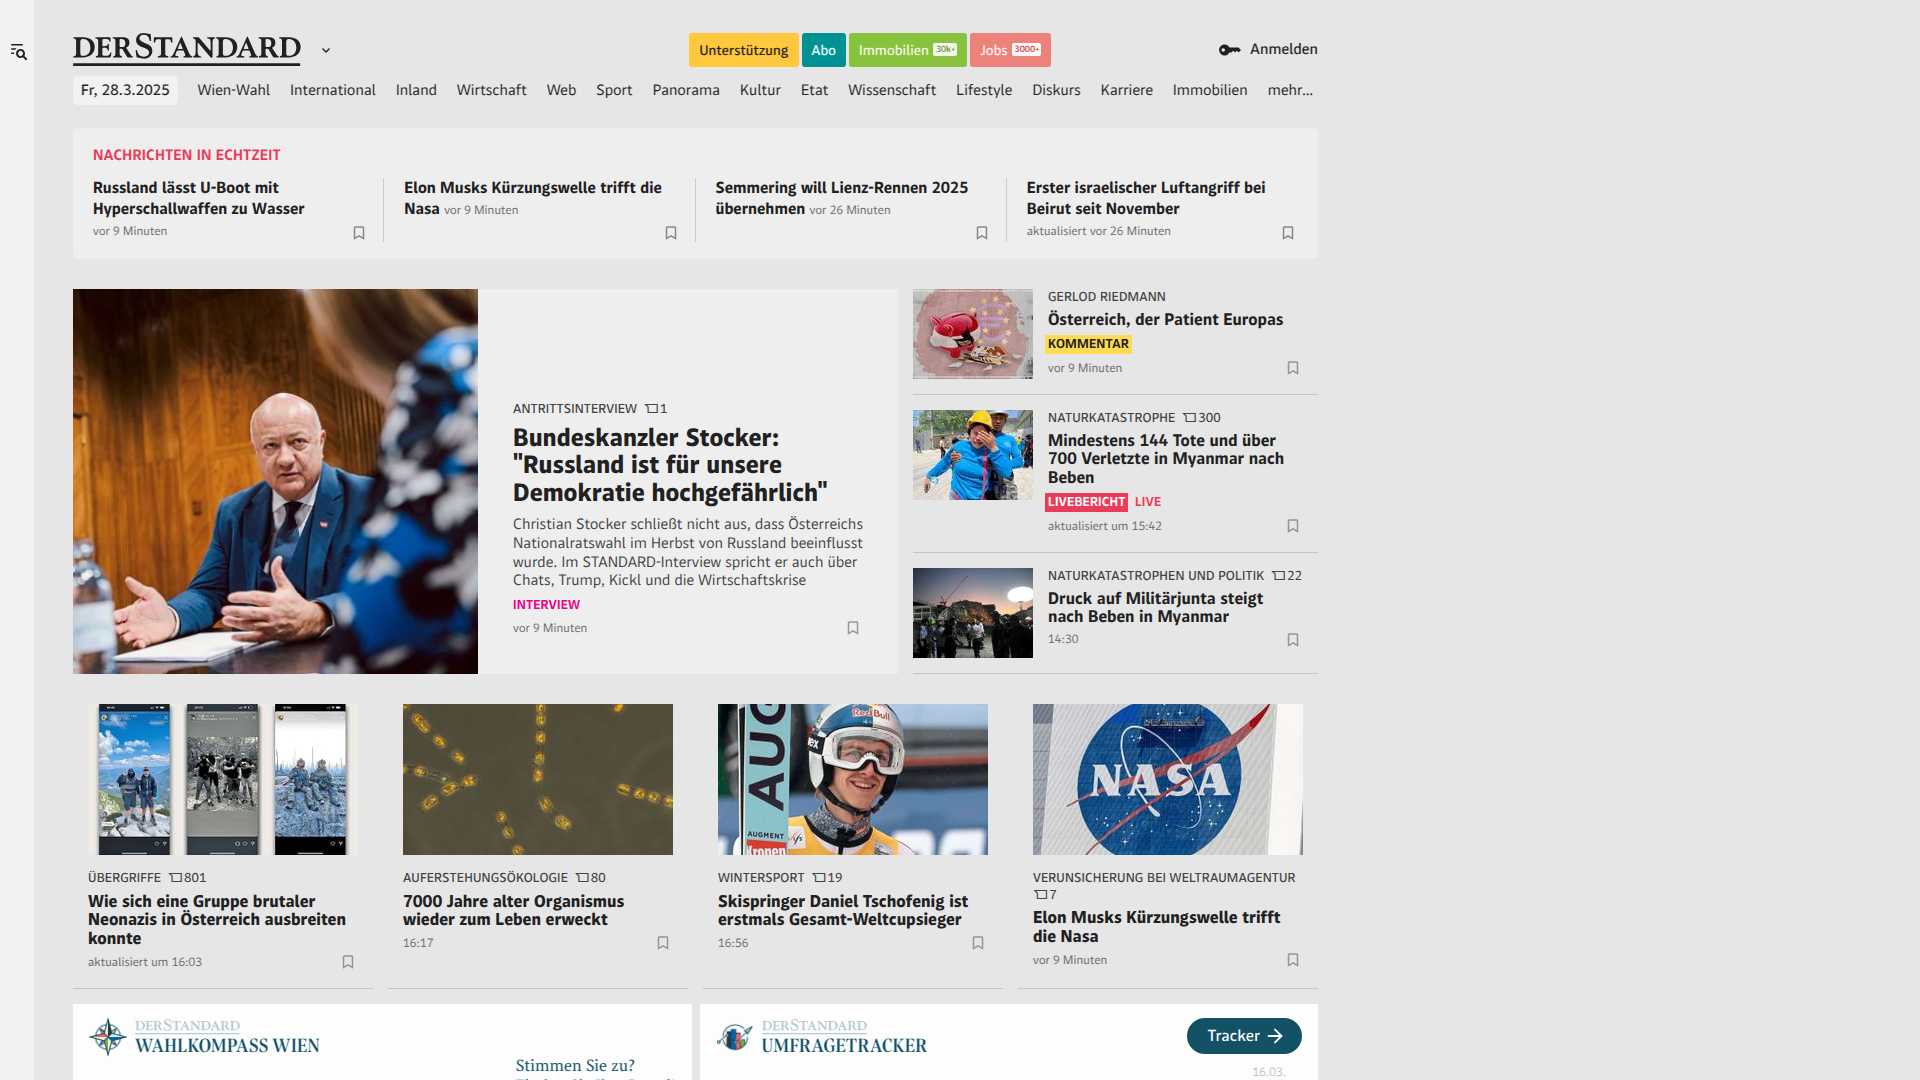 DERSTANDARD
Unterstützung
Abo
Immobilien 30k+
Jobs 3000+
Anmelden
Fr, 28.3.2025
Wien-Wahl
International
Inland
Wirtschaft
Web
Sport
Panorama
Kultur
Etat
Wissenschaft
Lifestyle
Diskurs
Karriere
Immobilien
mehr...
NACHRICHTEN IN ECHTZEIT
Russland lässt U-Boot mit
Hyperschallwaffen zu Wasser
vor 9 Minuten
Elon Musks Kürzungswelle trifft die
Nasa vor 9 Minuten
Semmering will Lienz-Rennen 2025
übernehmen vor 26 Minuten
Erster israelischer Luftangriff bei
Beirut seit November
aktualisiert vor 26 Minuten
ANTRITTSINTERVIEW 1
Bundeskanzler Stocker:
"Russland ist für unsere
Demokratie hochgefährlich"
Christian Stocker schließt nicht aus, dass Österreichs
Nationalratswahl im Herbst von Russland beeinflusst
wurde. Im STANDARD-Interview spricht er auch über
Chats, Trump, Kickl und die Wirtschaftskrise
INTERVIEW
vor 9 Minuten
GERLOD RIEDMANN
Österreich, der Patient Europas
KOMMENTAR
vor 9 Minuten
NATURKATASTROPHE 300
Mindestens 144 Tote und über
700 Verletzte in Myanmar nach
Beben
LIVEBERICHT LIVE
aktualisiert um 15:42
NATURKATASTROPHEN UND POLITIK 22
Druck auf Militärjunta steigt
nach Beben in Myanmar
14:30
ÜBERGRIFFE 801
Wie sich eine Gruppe brutaler
Neonazis in Österreich ausbreiten
konnte
aktualisiert um 16:03
AUFERSTEHUNGSÖKOLOGIE 80
7000 Jahre alter Organismus
wieder zum Leben erweckt
16:17
AUG
AUGMENT
Kronen
Red Bull
WINTERSPORT 19
Skispringer Daniel Tschofenig ist
erstmals Gesamt-Weltcupsieger
16:56
NASA
VERUNSICHERUNG BEI WELTRAUMAGENTUR
7
Elon Musks Kürzungswelle trifft
die Nasa
vor 9 Minuten
DERSTANDARD
WAHLKOMPASS WIEN
Stimmen Sie zu?
DERSTANDARD
UMFRAGETRACKER
Tracker
16.03.